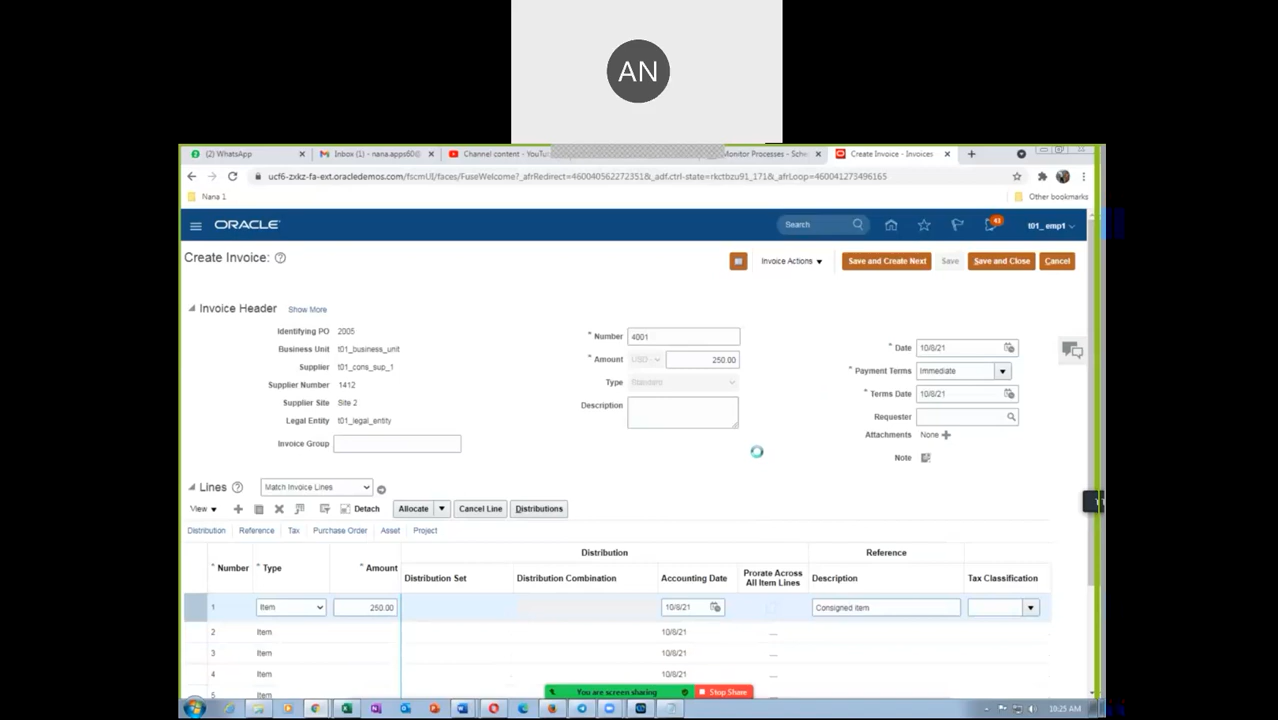 AN
(2) WhatsApp
Inbox (1) - nana.apps60@
Channel content - YouTu
Monitor Processes - Sche
Create Invoice - Invoices
ucf6-zxkz-fa-ext.oracledemos.com/fscmUI/faces/FuseWelcome?_afrRedirect=460040562272351&_adf.ctrl-state=rkctbzu91_171&_afrLoop=460041273496165
Nana 1
Other bookmarks
ORACLE
Search
43
t01_emp1
Create Invoice:
Invoice Actions
Save and Create Next
Save
Save and Close
Cancel
Invoice Header
Show More
Identifying PO 2005
Business Unit t01_business_unit
Supplier t01_cons_sup_1
Supplier Number 1412
Supplier Site Site 2
Legal Entity t01_legal_entity
Invoice Group
* Number 4001
* Amount USD - 250.00
Type Standard
Description
* Date 10/8/21
* Payment Terms Immediate
* Terms Date 10/8/21
Requester
Attachments None
Note
Lines
Match Invoice Lines
View
Detach
Allocate
Cancel Line
Distributions
Distribution Reference Tax Purchase Order Asset Project
Distribution Reference
* Number * Type * Amount Distribution Set Distribution Combination Accounting Date Prorate Across All Item Lines Description Tax Classification
1 Item 250.00 10/8/21 Consigned item
2 Item 10/8/21
3 Item 10/8/21
4 Item 10/8/21
5 Item
You are screen sharing
Stop Share
10:25 AM